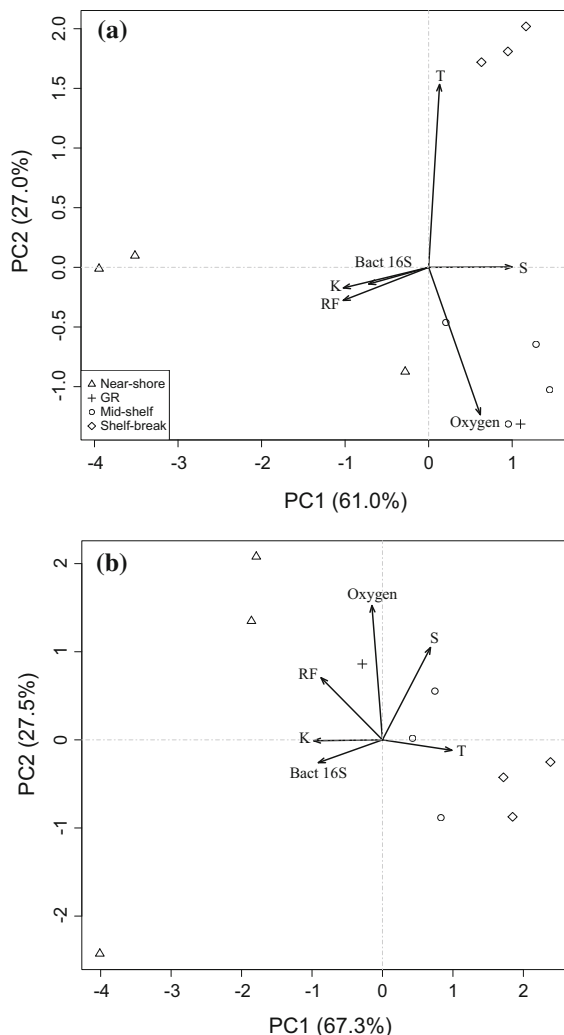 (a)
2.0
1.5
1.0
0.5
0.0
-0.5
-1.0
PC2 (27.0%)
T
Bact 16S
S
K
RF
Oxygen
Near-shore
GR
Mid-shelf
Shelf-break
-4 -3 -2 -1 0 1
PC1 (61.0%)
(b)
2
1
0
-1
-2
PC2 (27.5%)
Oxygen
S
RF
K
T
Bact 16S
-4 -3 -2 -1 0 1 2
PC1 (67.3%)